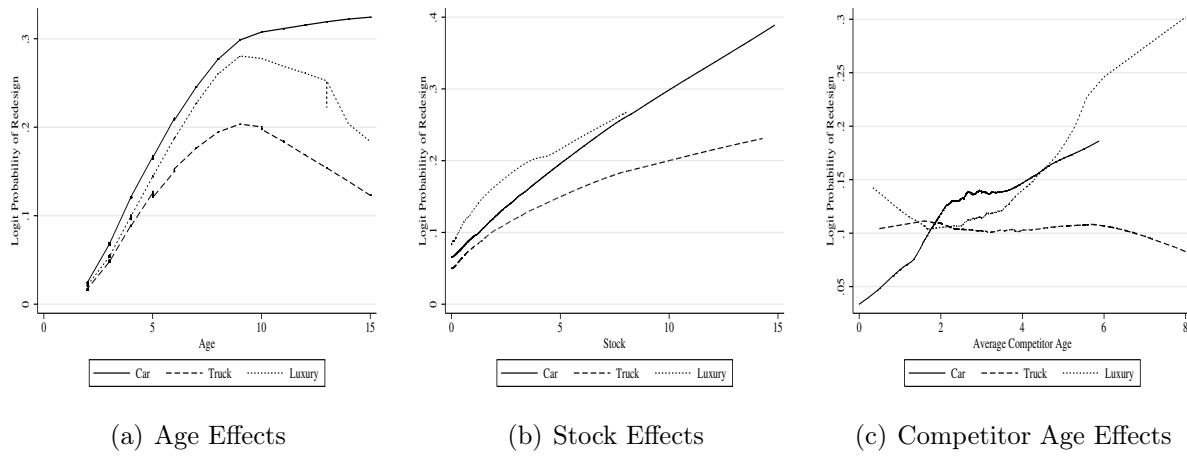 Logit Probability of Redesign
0 .1 .2 .3
0 5 10 15
Age
Car Truck Luxury
(a) Age Effects
Logit Probability of Redesign
0 .1 .2 .3 .4
0 5 10 15
Stock
Car Truck Luxury
(b) Stock Effects
Logit Probability of Redesign
.05 .1 .15 .2 .25 .3
0 2 4 6 8
Average Competitor Age
Car Truck Luxury
(c) Competitor Age Effects